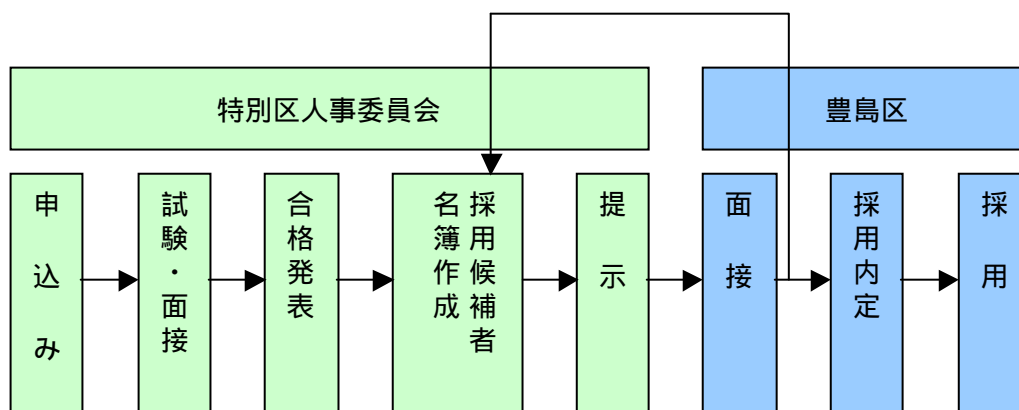 特別区人事委員会
豊島区
申込み
試験・面接
合格発表
採用候補者
名簿作成
提示
面接
採用内定
採用